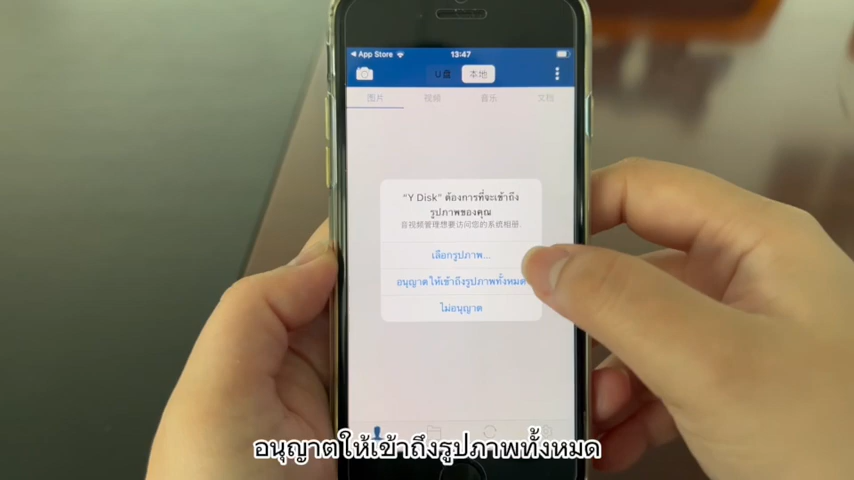 App Store
13:47
U盘
本地
图片
视频
音乐
文档
"Y Disk" ต้องการที่จะเข้าถึง
รูปภาพของคุณ
音视频管理想要访问您的系统相册.
เลือกรูปภาพ...
อนุญาตให้เข้าถึงรูปภาพทั้งหมด
ไม่อนุญาต
อนุญาตให้เข้าถึงรูปภาพทั้งหมด